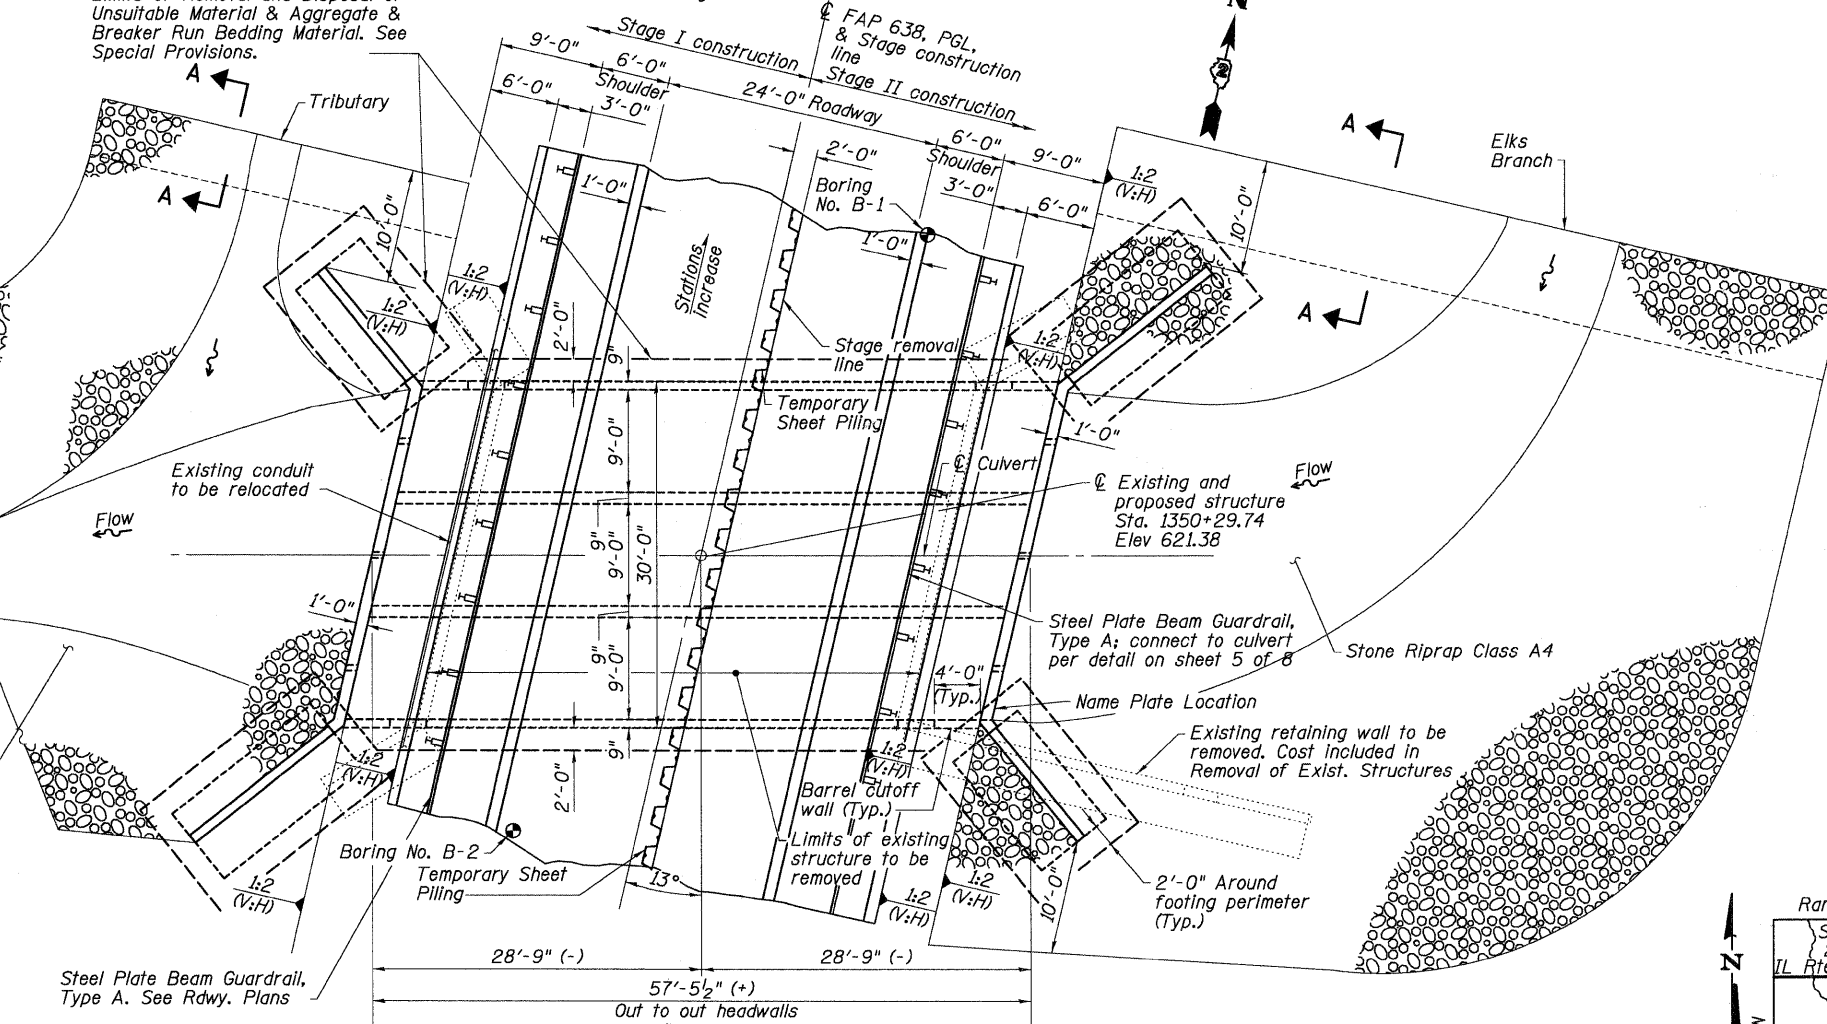 Unsuitable Material & Aggregate &
Breaker Run Bedding Material. See
Special Provisions.
A
A
Tributary
10'-0"
9'-0"
6'-0"
6'-0"
Shoulder
3'-0"
1'-0"
Stage I construction
℄ FAP 638, PGL,
& Stage construction
line
Stage II construction
24'-0" Roadway
2'-0"
6'-0"
Shoulder
9'-0"
3'-0"
6'-0"
Boring
No. B-1
1'-0"
N
2
A
Elks
Branch
1:2
(V:H)
10'-0"
A
1:2
(V:H)
1:2
(V:H)
Stations
Increase
2'-0"
9"
Stage removal
line
1:2
(V:H)
Temporary
Sheet Piling
1'-0"
9'-0"
Existing conduit
to be relocated
Flow
℄ Culvert
℄ Existing and
proposed structure
Sta. 1350+29.74
Elev 621.38
Flow
9"
9'-0"
30'-0"
1'-0"
9"
9'-0"
Steel Plate Beam Guardrail,
Type A; connect to culvert
per detail on sheet 5 of 8
Stone Riprap Class A4
4'-0"
(Typ.)
Name Plate Location
Existing retaining wall to be
removed. Cost included in
Removal of Exist. Structures
9"
2'-0"
1:2
(V:H)
1:2
(V:H)
Barrel cutoff
wall (Typ.)
Limits of existing
structure to be
removed
Boring No. B-2
Temporary Sheet
Piling
13°
1:2
(V:H)
1:2
(V:H)
1:2
(V:H)
10'-0"
2'-0" Around
footing perimeter
(Typ.)
Steel Plate Beam Guardrail,
Type A. See Rdwy. Plans
28'-9" (-)
28'-9" (-)
57'-5½" (+)
Out to out headwalls
N
IL Rt